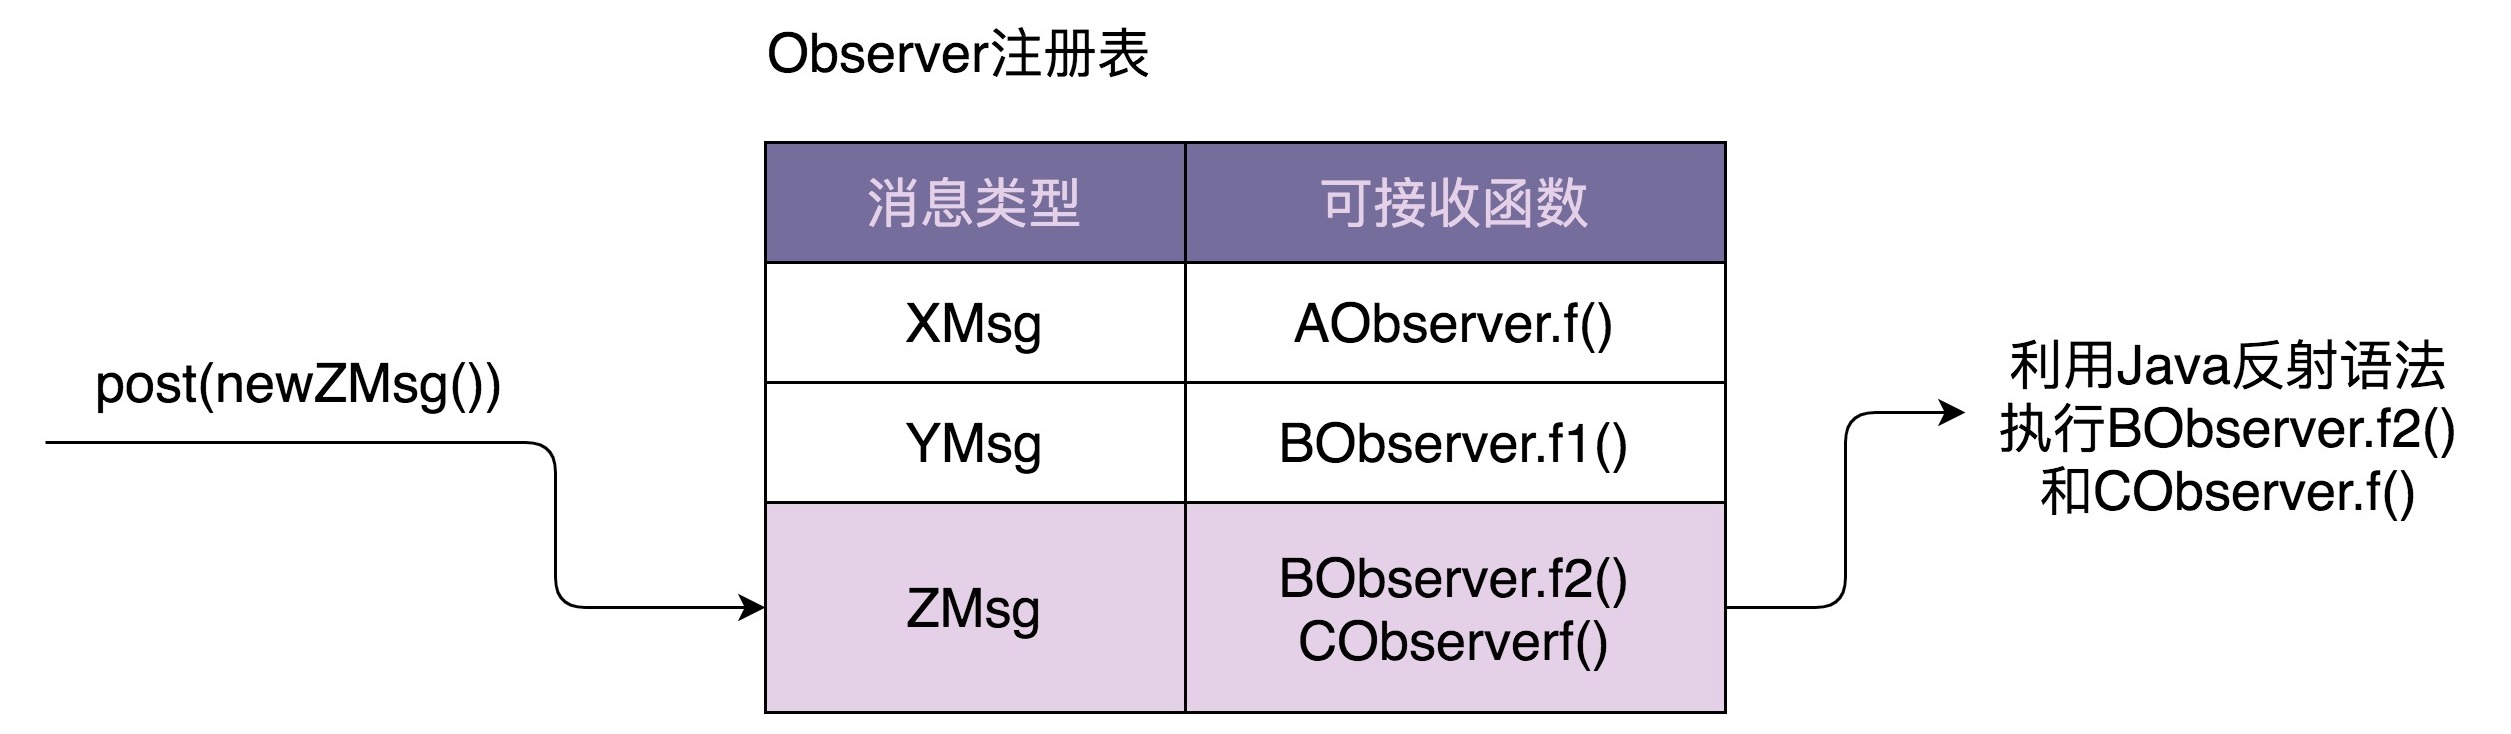 Observer注册表
消息类型
可接收函数
XMsg
AObserver.f()
YMsg
BObserver.f1()
ZMsg
BObserver.f2()
CObserverf()
post(newZMsg())
利用Java反射语法
执行BObserver.f2()
和CObserver.f()